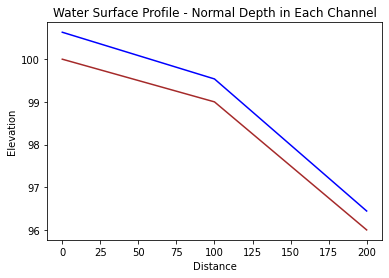 Water Surface Profile - Normal Depth in Each Channel
100
99
98
97
96
Elevation
0 25 50 75 100 125 150 175 200
Distance